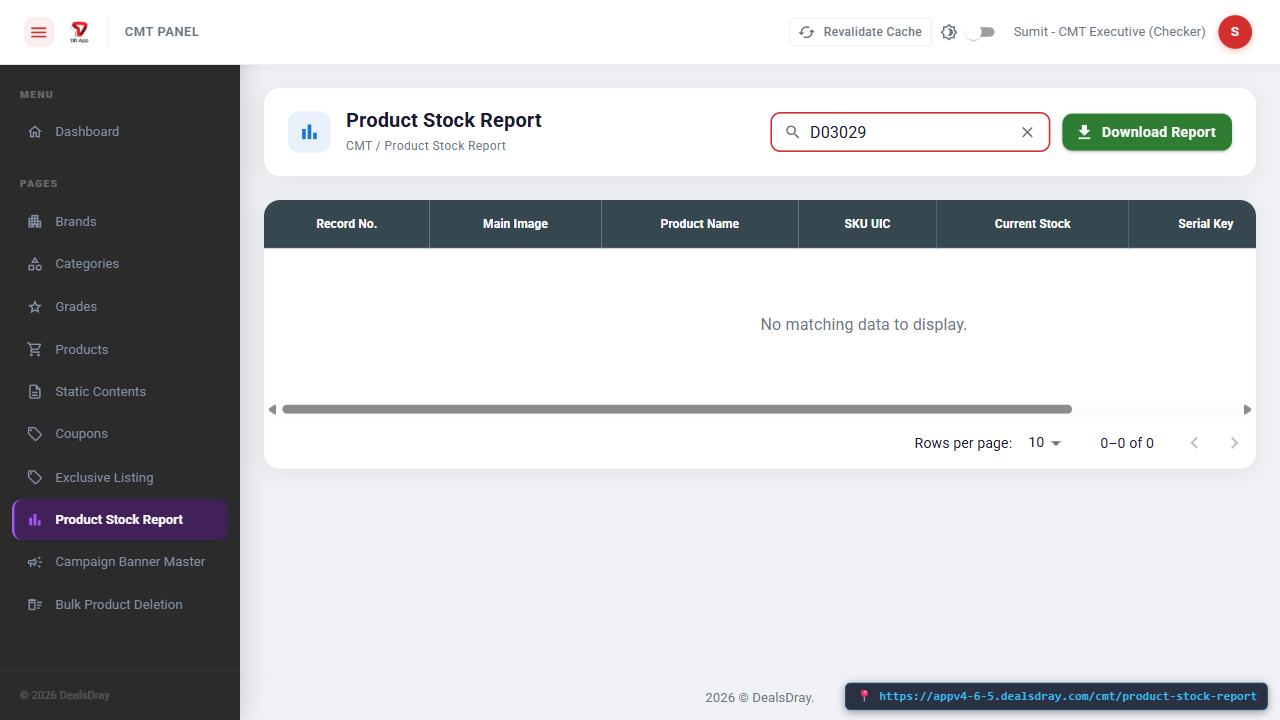 DD App
CMT PANEL
Revalidate Cache
Sumit - CMT Executive (Checker)
S
MENU
Dashboard
PAGES
Brands
Categories
Grades
Products
Static Contents
Coupons
Exclusive Listing
Product Stock Report
Campaign Banner Master
Bulk Product Deletion
© 2026 DealsDray
Product Stock Report
CMT / Product Stock Report
D03029
Download Report
Record No. Main Image Product Name SKU UIC Current Stock Serial Key
No matching data to display.
Rows per page: 10 0–0 of 0
2026 © DealsDray.
https://appv4-6-5.dealsdray.com/cmt/product-stock-report